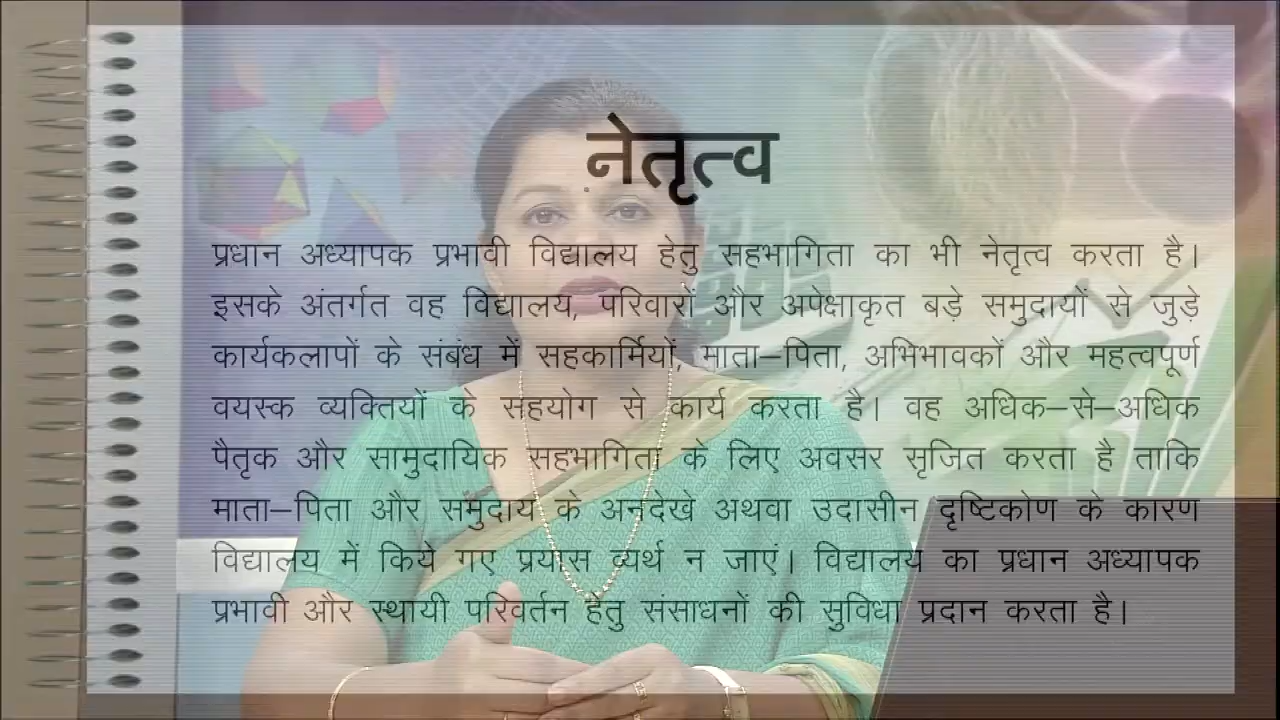 नेतृत्व
प्रधान अध्यापक प्रभावी विद्यालय हेतु सहभागिता का भी नेतृत्व करता है।
इसके अंतर्गत वह विद्यालय, परिवारों और अपेक्षाकृत बड़े समुदायों से जुड़े
कार्यकलापों के संबंध में सहकार्मियों, माता–पिता, अभिभावकों और महत्वपूर्ण
वयस्क व्यक्तियों के सहयोग से कार्य करता है। वह अधिक–से–अधिक
पैतृक और सामुदायिक सहभागिता के लिए अवसर सृजित करता है ताकि
माता–पिता और समुदाय के अनदेखे अथवा उदासीन दृष्टिकोण के कारण
विद्यालय में किये गए प्रयास व्यर्थ न जाएं। विद्यालय का प्रधान अध्यापक
प्रभावी और स्थायी परिवर्तन हेतु संसाधनों की सुविधा प्रदान करता है।